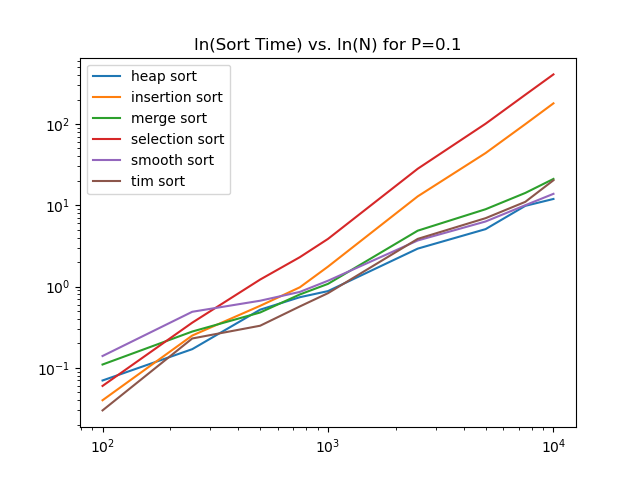 ln(Sort Time) vs. ln(N) for P=0.1
heap sort
insertion sort
merge sort
selection sort
smooth sort
tim sort
10²
10¹
10⁰
10⁻¹
10² 10³ 10⁴